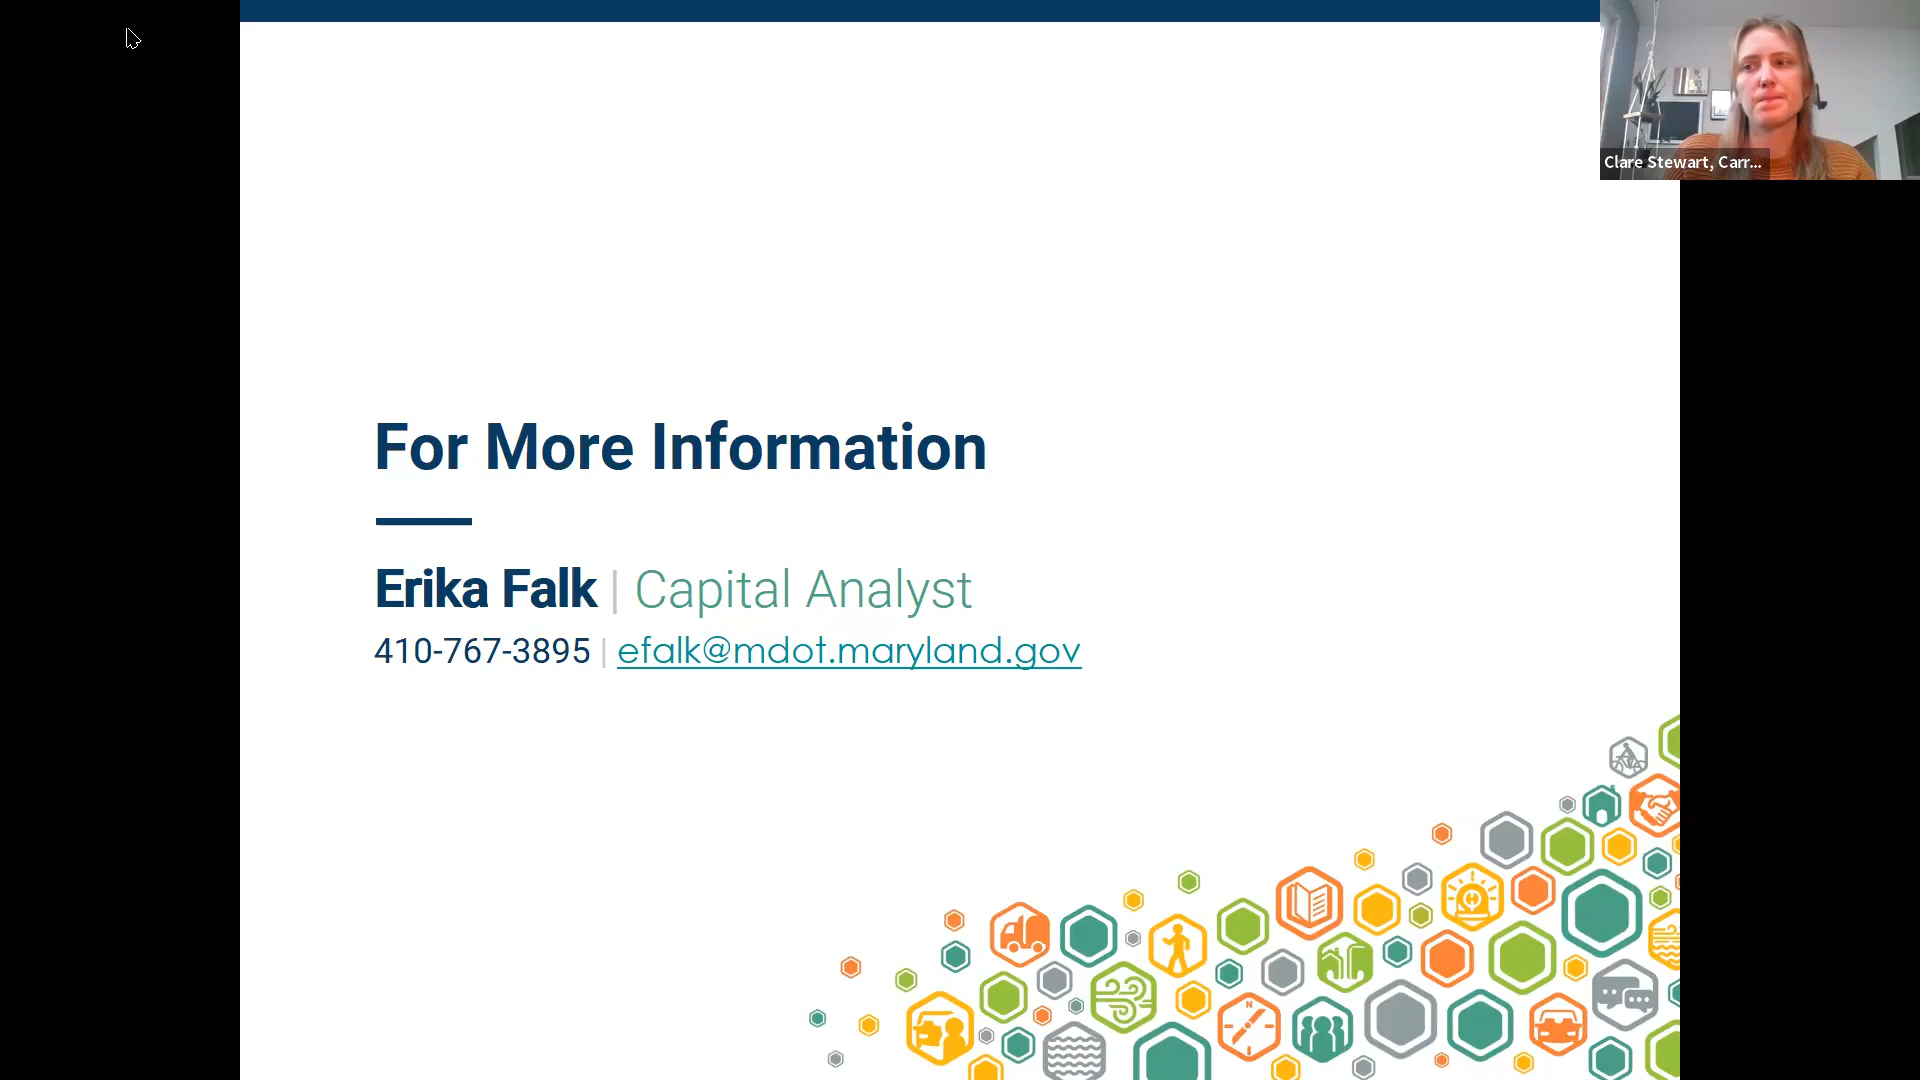 Clare Stewart, Carr...
For More Information
Erika Falk | Capital Analyst
410-767-3895 | efalk@mdot.maryland.gov
N